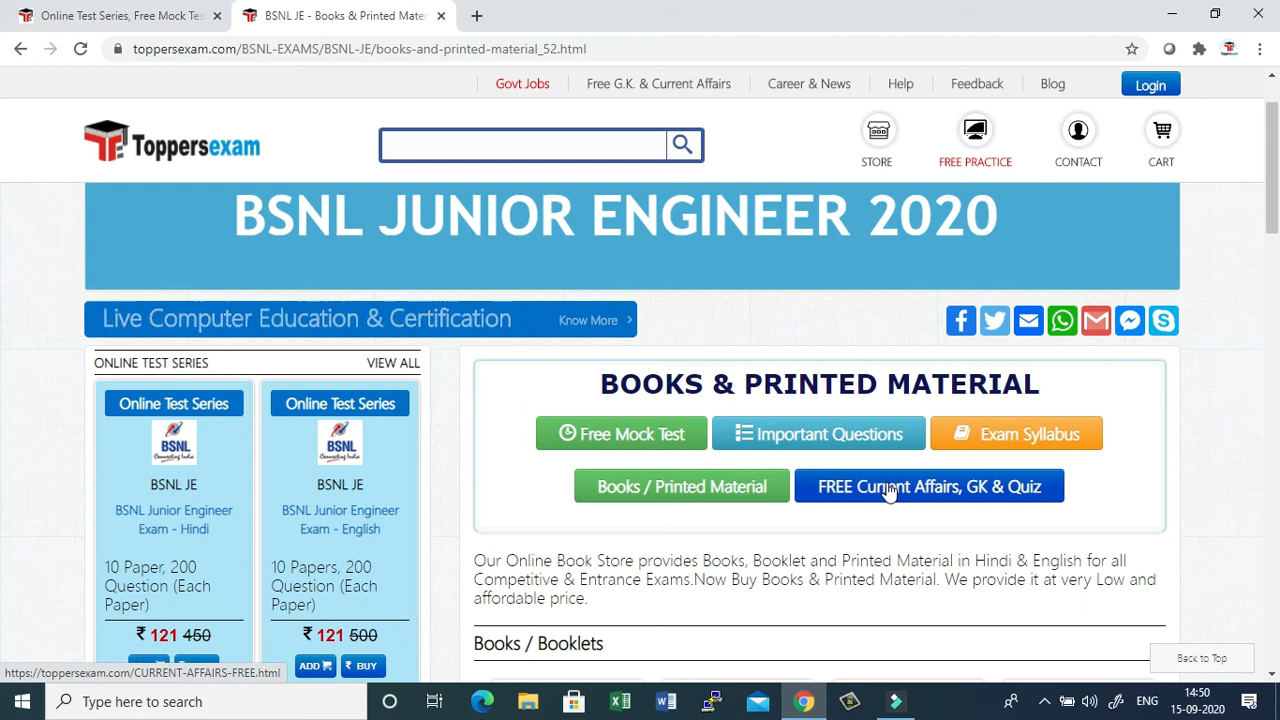 Online Test Series, Free Mock Tes
BSNL JE - Books & Printed Mater
toppersexam.com/BSNL-EXAMS/BSNL-JE/books-and-printed-material_52.html
Govt Jobs
Free G.K. & Current Affairs
Career & News
Help
Feedback
Blog
Login
Toppersexam
STORE
FREE PRACTICE
CONTACT
CART
BSNL JUNIOR ENGINEER 2020
Live Computer Education & Certification
Know More
ONLINE TEST SERIES
VIEW ALL
Online Test Series
BSNL
Connecting India
BSNL JE
BSNL Junior Engineer
Exam - Hindi
10 Paper, 200
Question (Each
Paper)
₹ 121 450
ADD
₹ BUY
Online Test Series
BSNL
Connecting India
BSNL JE
BSNL Junior Engineer
Exam - English
10 Papers, 200
Question (Each
Paper)
₹ 121 500
ADD
₹ BUY
BOOKS & PRINTED MATERIAL
Free Mock Test
Important Questions
Exam Syllabus
Books / Printed Material
FREE Current Affairs, GK & Quiz
Our Online Book Store provides Books, Booklet and Printed Material in Hindi & English for all
Competitive & Entrance Exams.Now Buy Books & Printed Material. We provide it at very Low and
affordable price.
Books / Booklets
Back to Top
https://toppersexam.com/CURRENT-AFFAIRS-FREE.html
Type here to search
ENG
14:50
15-09-2020